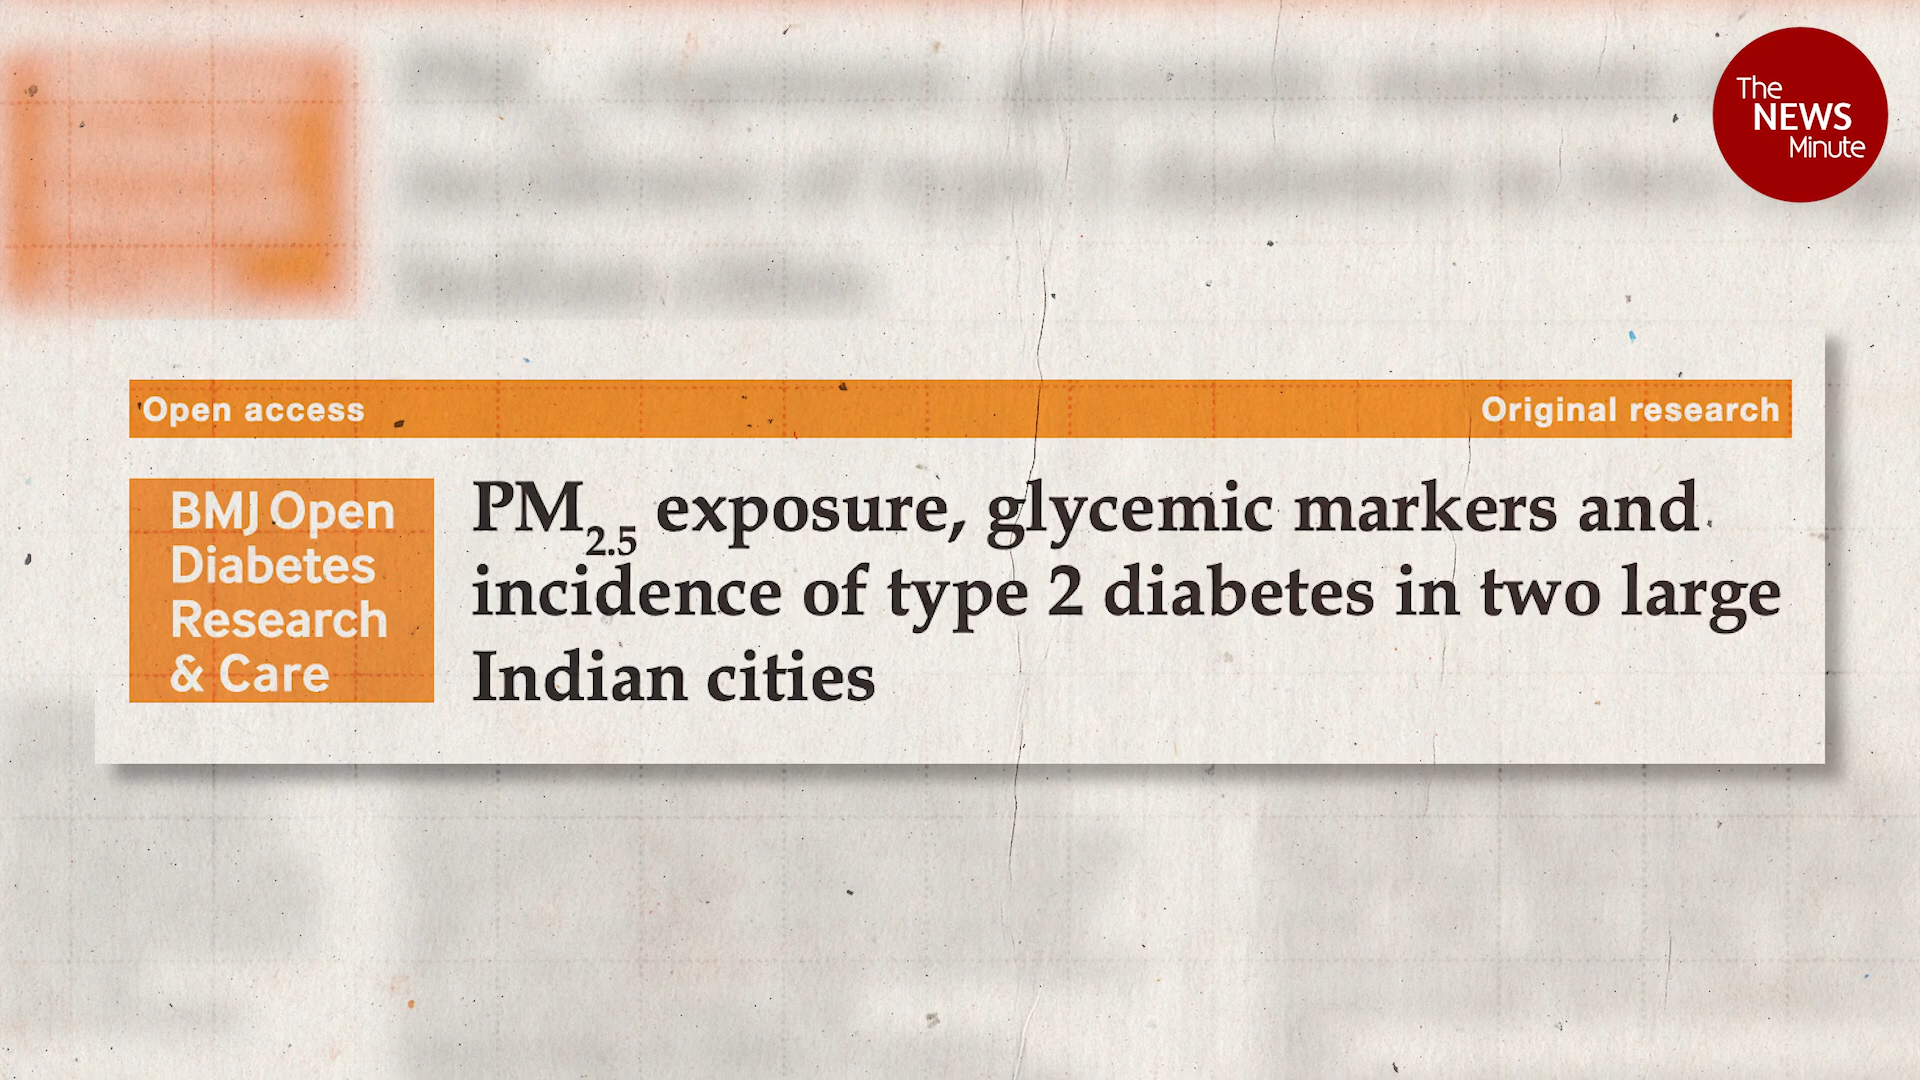 The
NEWS
Minute
Open access
Original research
BMJ Open
Diabetes
Research
& Care
PM2.5 exposure, glycemic markers and
incidence of type 2 diabetes in two large
Indian cities